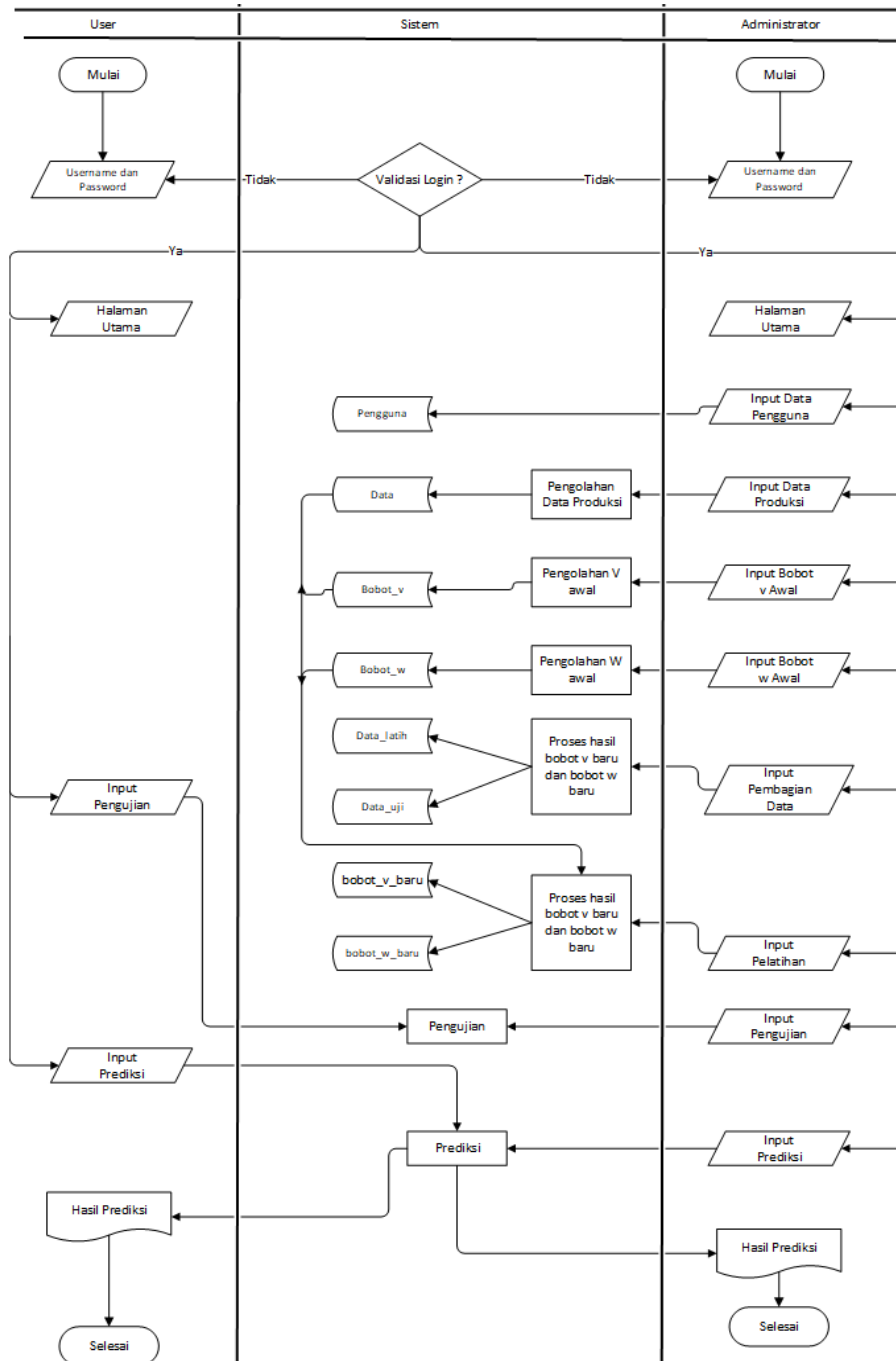 User
Sistem
Administrator
Mulai
Mulai
Username dan
Password
Tidak
Validasi Login ?
Tidak
Username dan
Password
Ya
Ya
Halaman
Utama
Halaman
Utama
Pengguna
Input Data
Pengguna
Data
Pengolahan
Data Produksi
Input Data
Produksi
Bobot_v
Pengolahan V
awal
Input Bobot
v Awal
Bobot_w
Pengolahan W
awal
Input Bobot
w Awal
Data_latih
Data_uji
Proses hasil
bobot v baru
dan bobot w
baru
Input
Pembagian
Data
Input
Pengujian
bobot_v_baru
bobot_w_baru
Proses hasil
bobot v baru
dan bobot w
baru
Input
Pelatihan
Pengujian
Input
Pengujian
Input
Prediksi
Prediksi
Input
Prediksi
Hasil Prediksi
Hasil Prediksi
Selesai
Selesai